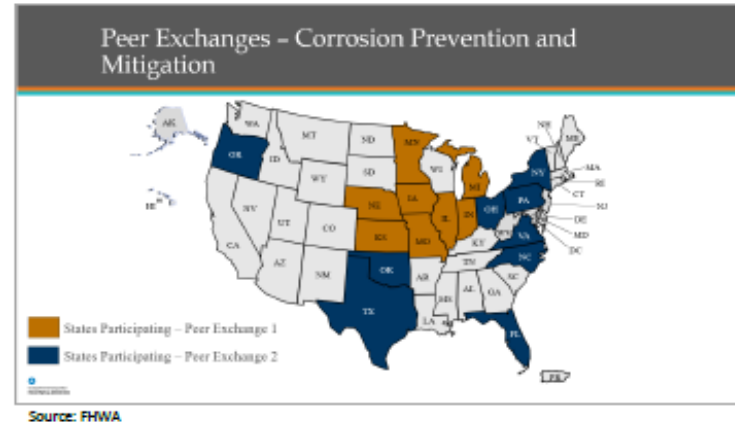 Peer Exchanges – Corrosion Prevention and
Mitigation
AK
WA
MT
ND
MN
NH
VT
ME
OR
ID
SD
WI
MI
NY
MA
RI
CT
WY
NE
IA
IL
IN
OH
PA
NJ
DE
MD
DC
HI
NV
UT
CO
KS
MO
KY
WV
VA
CA
AZ
NM
OK
AR
TN
NC
SC
TX
LA
MS
AL
GA
FL
PR
States Participating – Peer Exchange 1
States Participating – Peer Exchange 2
Source: FHWA